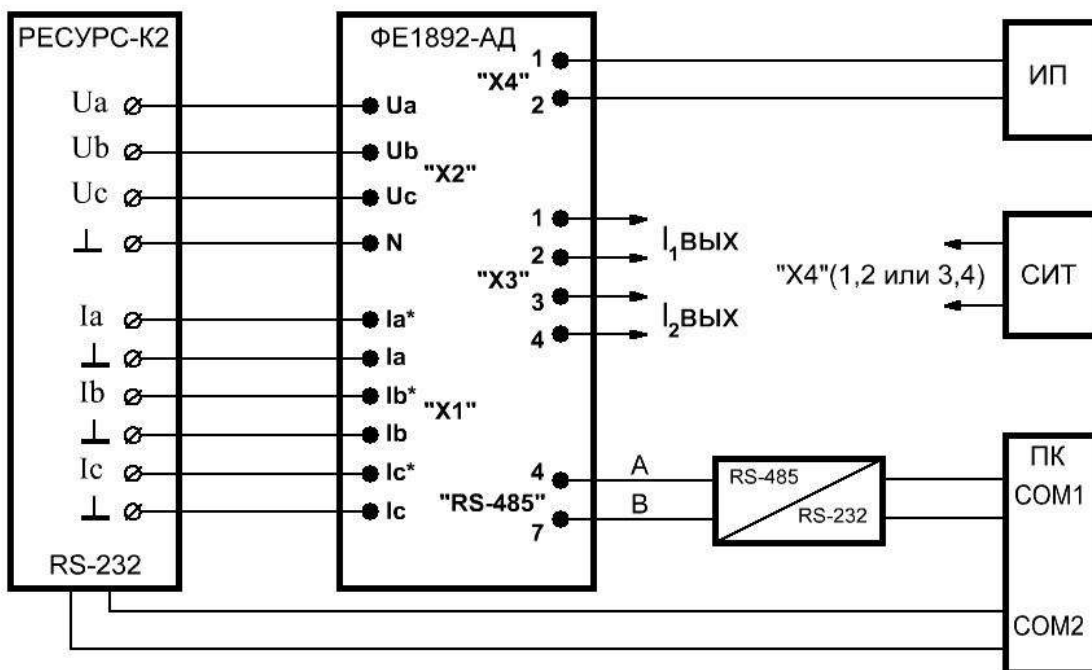 РЕСУРС-К2
Ua
Ub
Uc
Ia
Ib
Ic
RS-232
ФЕ1892-АД
Ua
Ub
"X2"
Uc
N
Ia*
Ia
Ib*
"X1"
Ib
Ic*
Ic
1
"X4"
2
1
I1ВЫХ
2
"X3"
3
I2ВЫХ
4
4
"RS-485"
7
A
B
RS-485
RS-232
ИП
"X4"(1,2 или 3,4)
СИТ
ПК
COM1
COM2